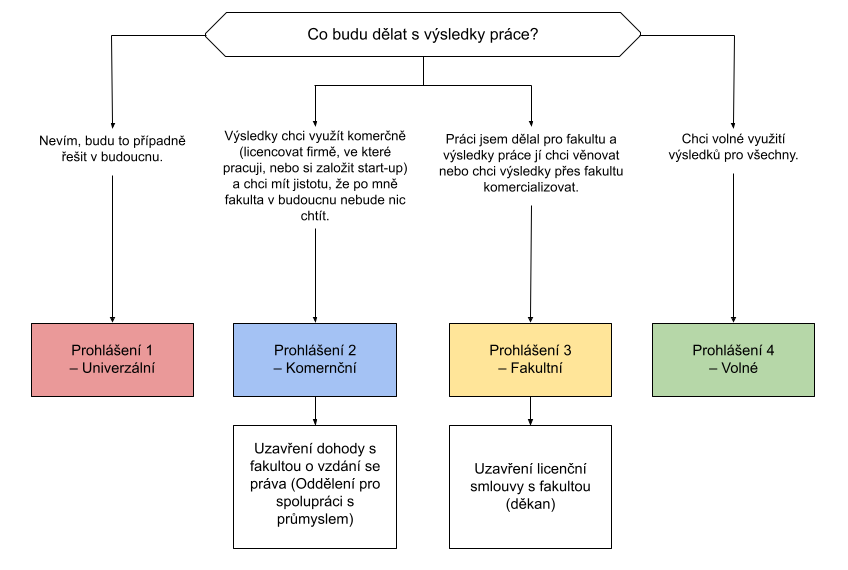 Co budu dělat s výsledky práce?
Nevím, budu to případně
řešit v budoucnu.
Výsledky chci využít komerčně
(licencovat firmě, ve které
pracuji, nebo si založit start-up)
a chci mít jistotu, že po mně
fakulta v budoucnu nebude nic
chtít.
Práci jsem dělal pro fakultu a
výsledky práce jí chci věnovat
nebo chci výsledky přes fakultu
komercializovat.
Chci volné využití
výsledků pro všechny.
Prohlášení 1
– Univerzální
Prohlášení 2
– Komernční
Prohlášení 3
– Fakultní
Prohlášení 4
– Volné
Uzavření dohody s
fakultou o vzdání se
práva (Oddělení pro
spolupráci s
průmyslem)
Uzavření licenční
smlouvy s fakultou
(děkan)